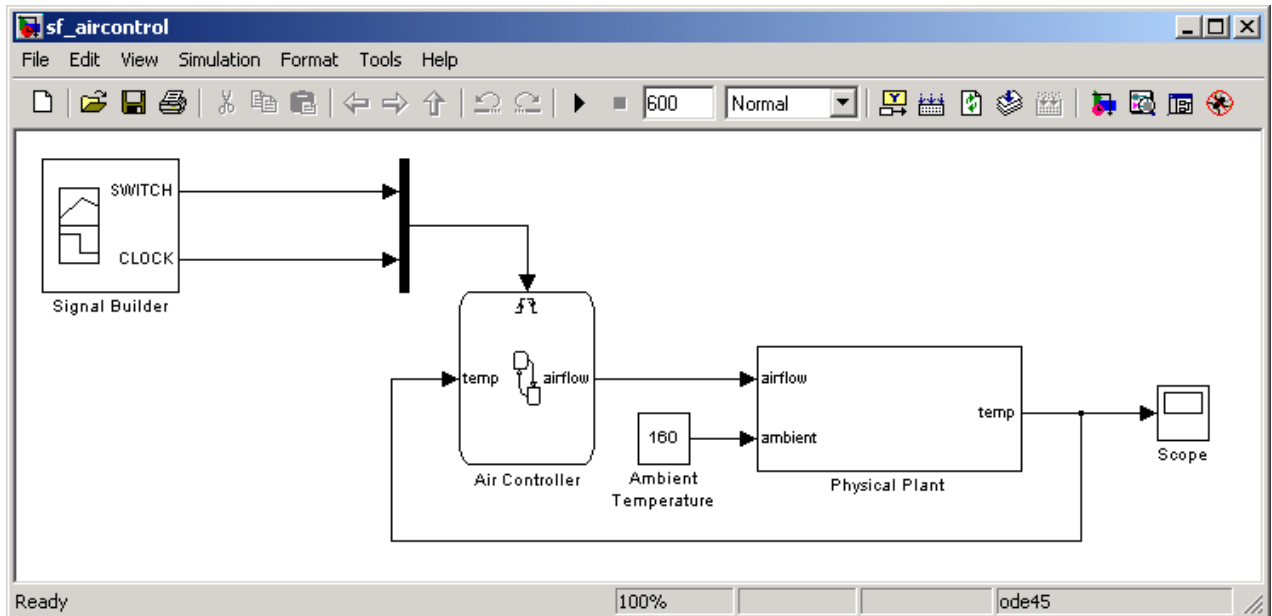 sf_aircontrol
File Edit View Simulation Format Tools Help
600 Normal
SWITCH
CLOCK
Signal Builder
temp airflow
Air Controller
160
Ambient
Temperature
airflow
ambient
temp
Physical Plant
Scope
Ready 100% ode45